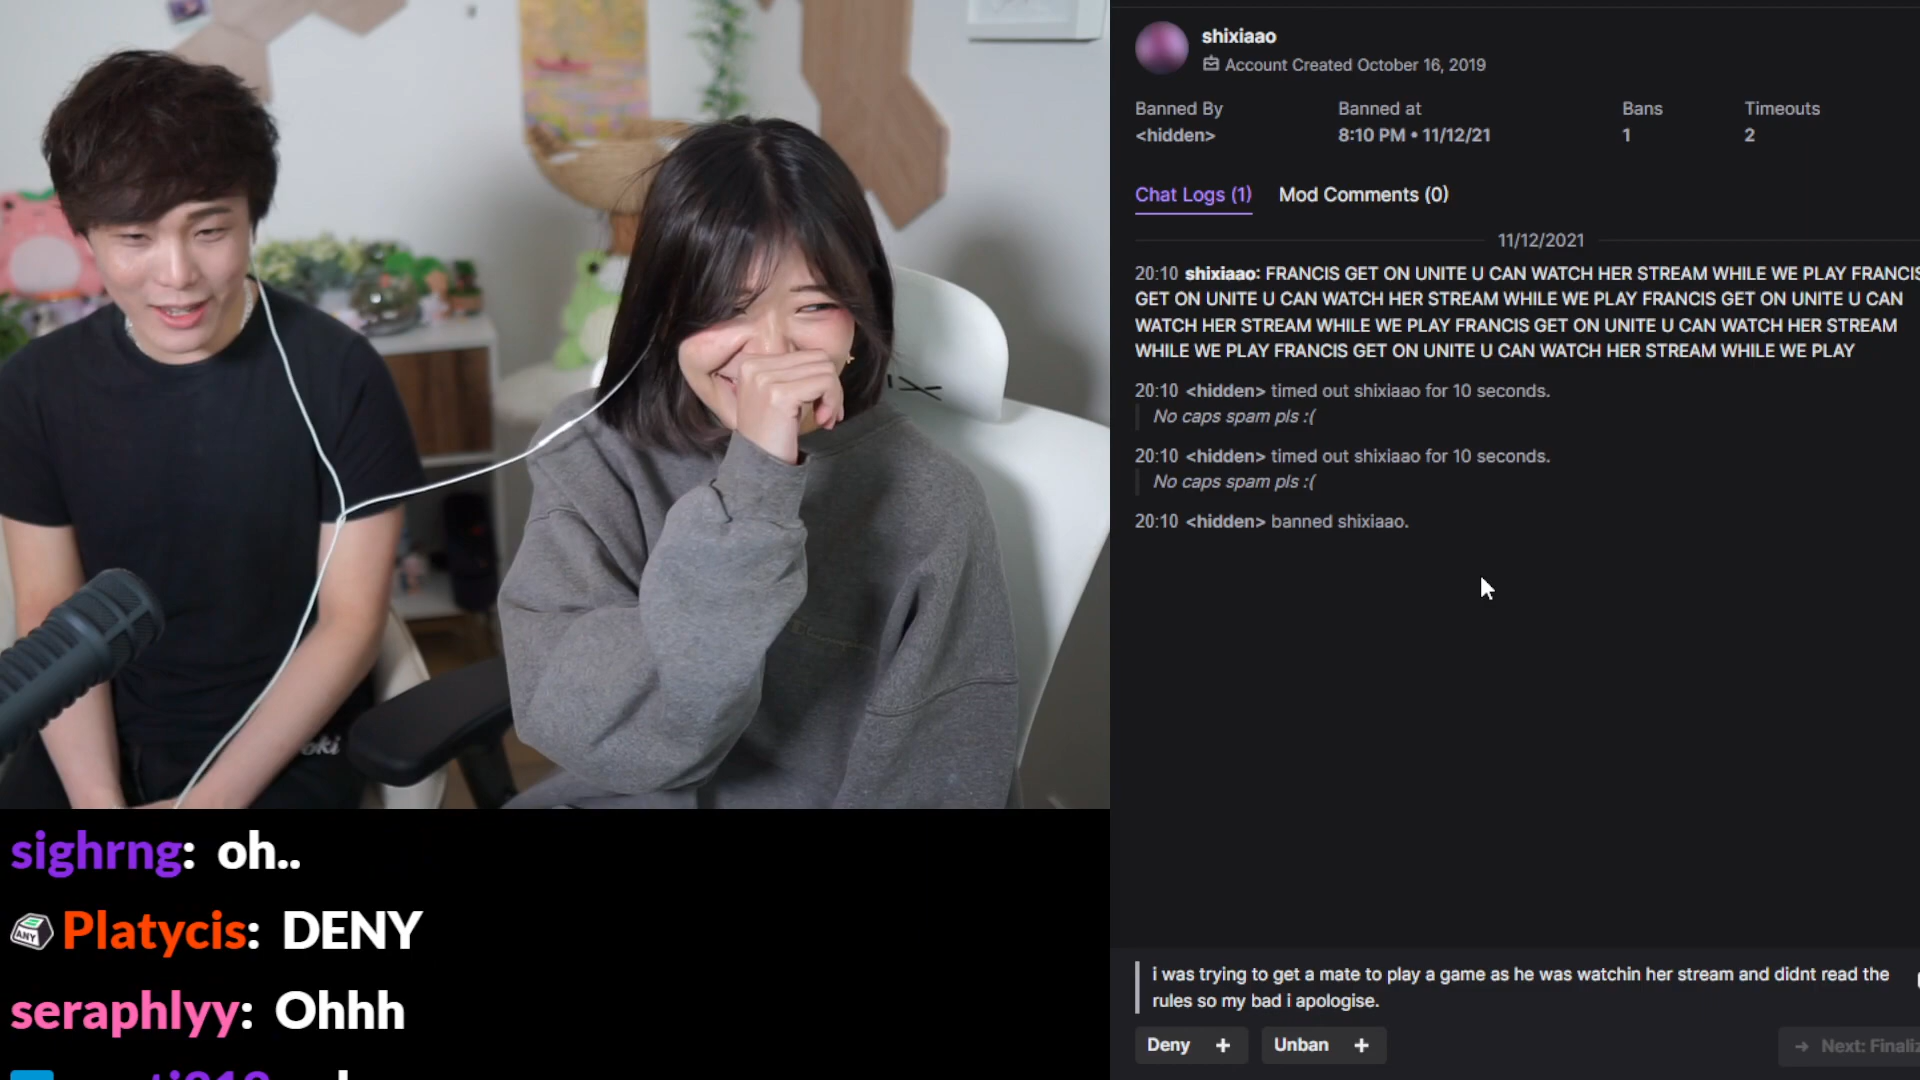 shixiaao
Account Created October 16, 2019
Banned By
Banned at
Bans
Timeouts
<hidden>
8:10 PM • 11/12/21
1
2
Chat Logs (1)
Mod Comments (0)
11/12/2021
20:10 shixiaao: FRANCIS GET ON UNITE U CAN WATCH HER STREAM WHILE WE PLAY FRANCIS
GET ON UNITE U CAN WATCH HER STREAM WHILE WE PLAY FRANCIS GET ON UNITE U CAN
WATCH HER STREAM WHILE WE PLAY FRANCIS GET ON UNITE U CAN WATCH HER STREAM
WHILE WE PLAY FRANCIS GET ON UNITE U CAN WATCH HER STREAM WHILE WE PLAY
20:10 <hidden> timed out shixiaao for 10 seconds.
No caps spam pls :(
20:10 <hidden> timed out shixiaao for 10 seconds.
No caps spam pls :(
20:10 <hidden> banned shixiaao.
i was trying to get a mate to play a game as he was watchin her stream and didnt read the
rules so my bad i apologise.
Deny +
Unban +
→ Next: Finaliz
sighrng: oh..
ANY Platycis: DENY
seraphlyy: Ohhh